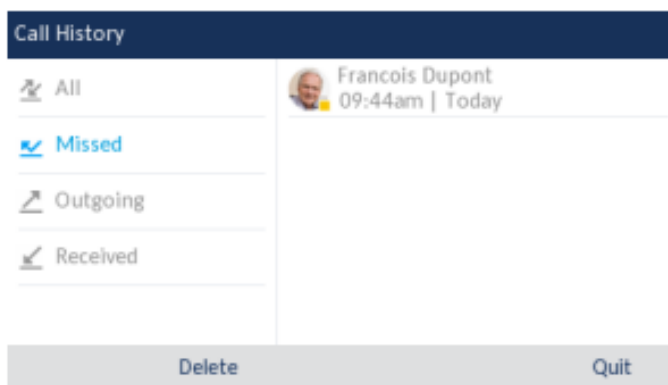 Call History
All
Missed
Outgoing
Received
Francois Dupont
09:44am | Today
Delete
Quit